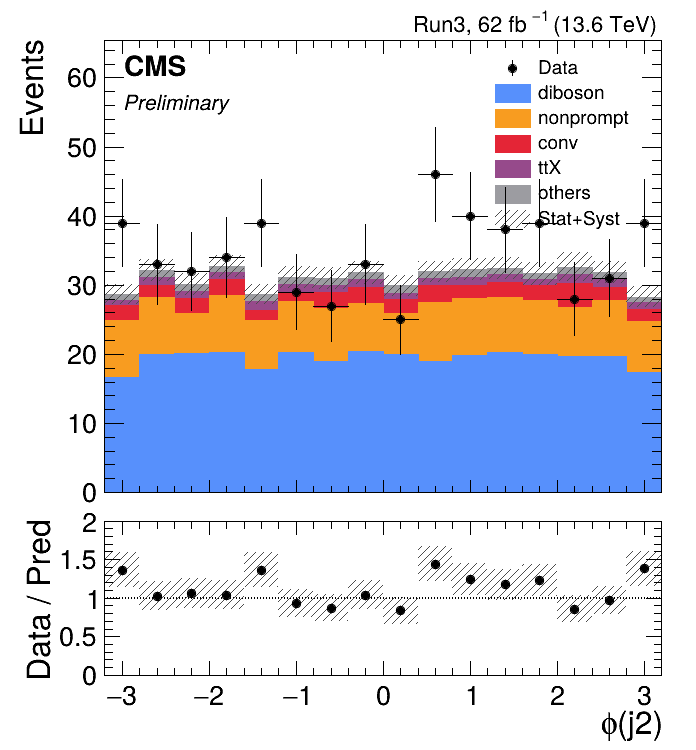 Run3, 62 fb⁻¹ (13.6 TeV)
Events
CMS
Preliminary
Data
diboson
nonprompt
conv
ttX
others
Stat+Syst
60
50
40
30
20
10
0
Data / Pred
2
1.5
1
0.5
0
−3 −2 −1 0 1 2 3
ϕ(j2)